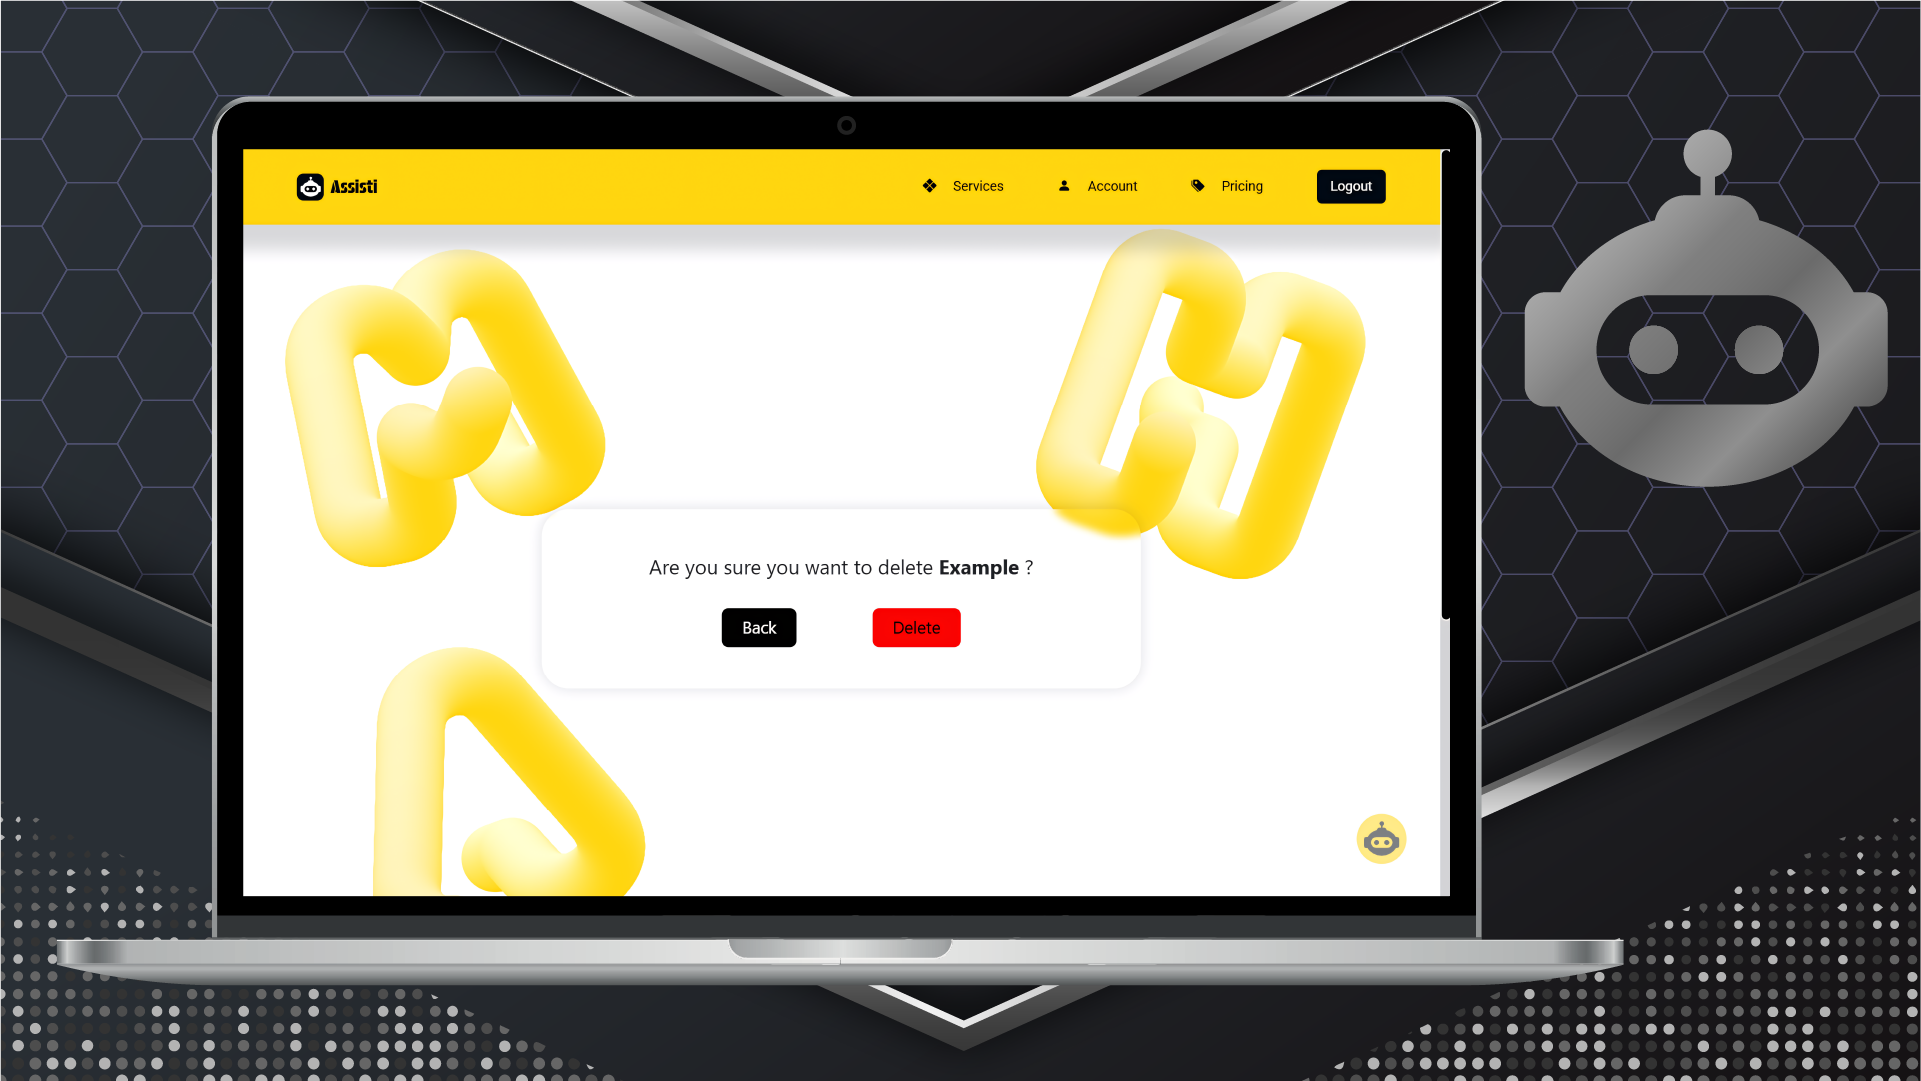 Assisti
Services
Account
Pricing
Logout
Are you sure you want to delete Example ?
Back
Delete